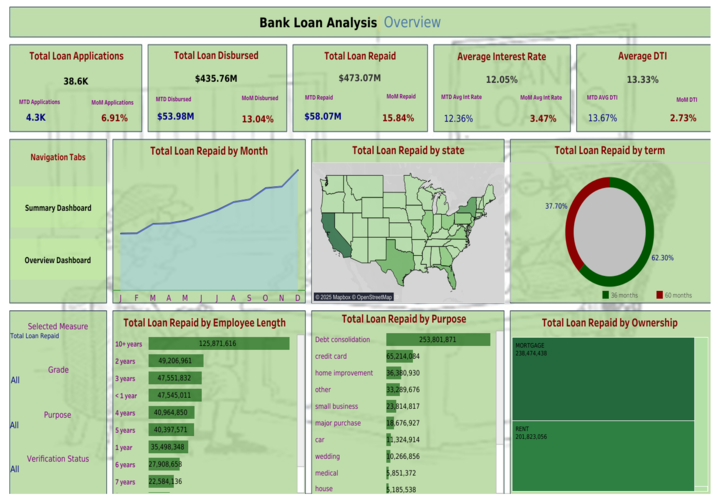 Bank Loan Analysis Overview
Total Loan Applications
38.6K
MTD Applications
MoM Applications
4.3K
6.91%
Total Loan Disbursed
$435.76M
MTD Disbursed
MoM Disbursed
$53.98M
13.04%
Total Loan Repaid
$473.07M
MTD Repaid
MoM Repaid
$58.07M
15.84%
Average Interest Rate
12.05%
MTD Avg Int Rate
MoM Avg Int Rate
12.36%
3.47%
Average DTI
13.33%
MTD AVG DTI
MoM DTI
13.67%
2.73%
BANK
LOANS
Navigation Tabs
Summary Dashboard
Overview Dashboard
Total Loan Repaid by Month
J F M A M J J A S O N D
Total Loan Repaid by state
© 2025 Mapbox © OpenStreetMap
Total Loan Repaid by term
37.70%
62.30%
36 months
60 months
Selected Measure
Total Loan Repaid
Grade
All
Purpose
All
Verification Status
All
Total Loan Repaid by Employee Length
10+ years 125,871,616
2 years 49,206,961
3 years 47,551,832
< 1 year 47,545,011
4 years 40,964,850
5 years 40,397,571
1 year 35,498,348
6 years 27,908,658
7 years 22,584,136
Total Loan Repaid by Purpose
Debt consolidation 253,801,871
credit card 65,214,084
home improvement 36,380,930
other 33,289,676
small business 23,814,817
major purchase 18,676,927
car 11,324,914
wedding 10,266,856
medical 5,851,372
house 5,185,538
Total Loan Repaid by Ownership
MORTGAGE
238,474,438
RENT
201,823,056